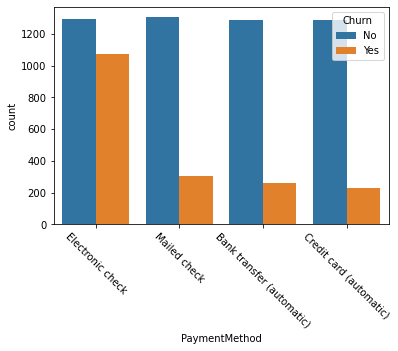 Churn
No
Yes
count
1200
1000
800
600
400
200
0
Electronic check
Mailed check
Bank transfer (automatic)
Credit card (automatic)
PaymentMethod